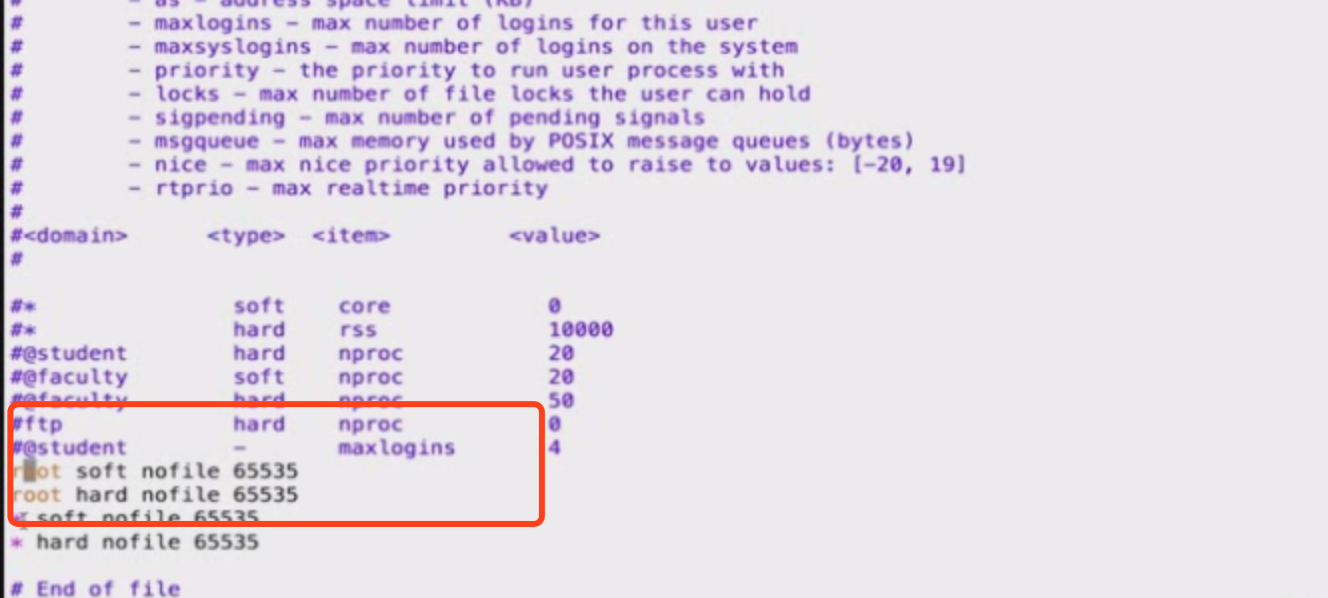 # - as - address space limit (KB)
# - maxlogins - max number of logins for this user
# - maxsyslogins - max number of logins on the system
# - priority - the priority to run user process with
# - locks - max number of file locks the user can hold
# - sigpending - max number of pending signals
# - msgqueue - max memory used by POSIX message queues (bytes)
# - nice - max nice priority allowed to raise to values: [-20, 19]
# - rtprio - max realtime priority
#
#<domain> <type> <item> <value>
#
#* soft core 0
#* hard rss 10000
#@student hard nproc 20
#@faculty soft nproc 20
#@faculty hard nproc 50
#ftp hard nproc 0
#@student - maxlogins 4
root soft nofile 65535
root hard nofile 65535
* soft nofile 65535
* hard nofile 65535
# End of file